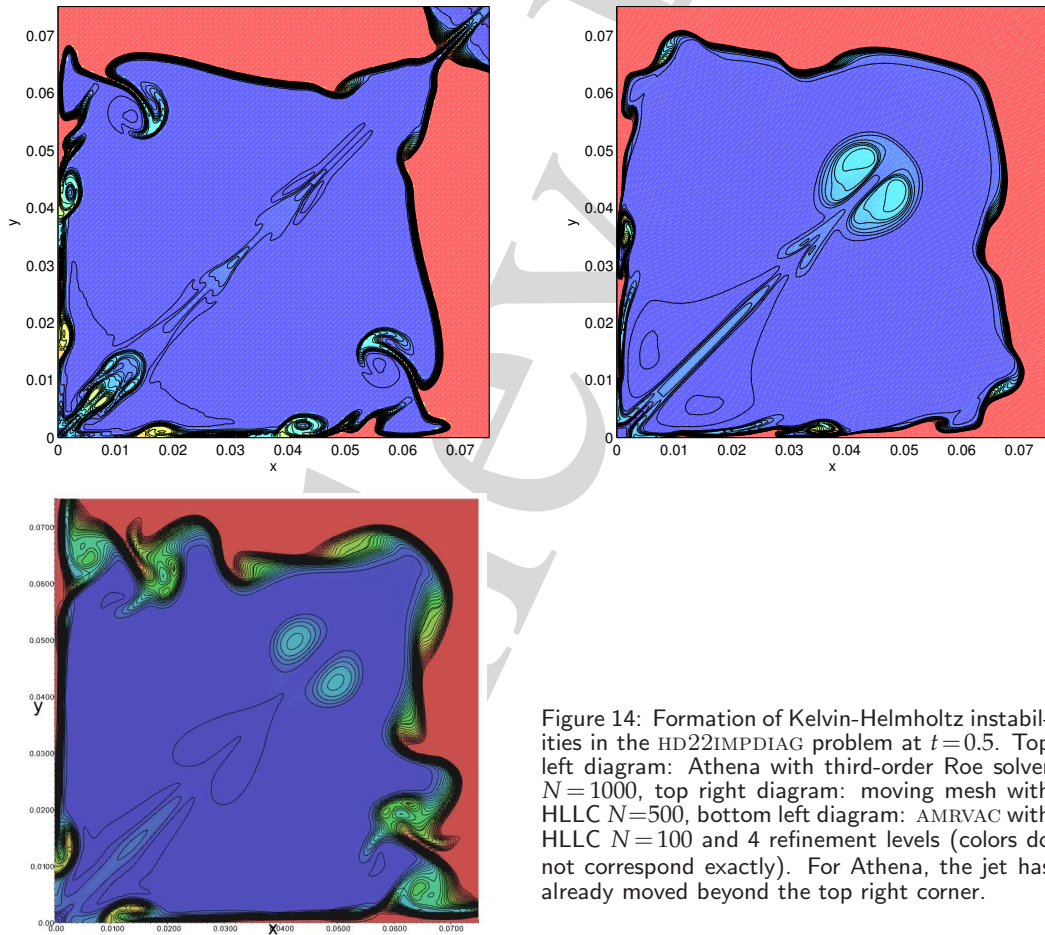 0.07
0.06
0.05
0.04
0.03
0.02
0.01
0
y
0 0.01 0.02 0.03 0.04 0.05 0.06 0.07
x
0.07
0.06
0.05
0.04
0.03
0.02
0.01
0
y
0 0.01 0.02 0.03 0.04 0.05 0.06 0.07
x
0.0700
0.0600
0.0500
0.0400
0.0300
0.0200
0.0100
0.00
y
0.00 0.0100 0.0200 0.0300 0.0400 0.0500 0.0600 0.0700
x
Figure 14: Formation of Kelvin-Helmholtz instabil-
ities in the HD22IMPDIAG problem at t=0.5. Top
left diagram: Athena with third-order Roe solver
N=1000, top right diagram: moving mesh with
HLLC N=500, bottom left diagram: AMRVAC with
HLLC N=100 and 4 refinement levels (colors do
not correspond exactly). For Athena, the jet has
already moved beyond the top right corner.